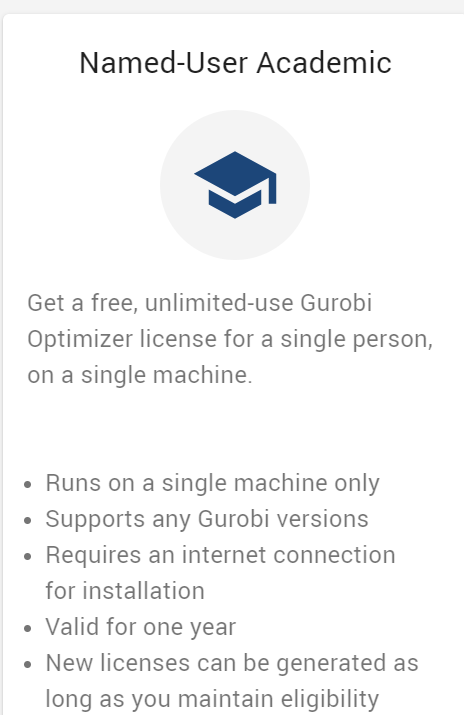 Named-User Academic
Get a free, unlimited-use Gurobi
Optimizer license for a single person,
on a single machine.
• Runs on a single machine only
• Supports any Gurobi versions
• Requires an internet connection
for installation
• Valid for one year
• New licenses can be generated as
long as you maintain eligibility